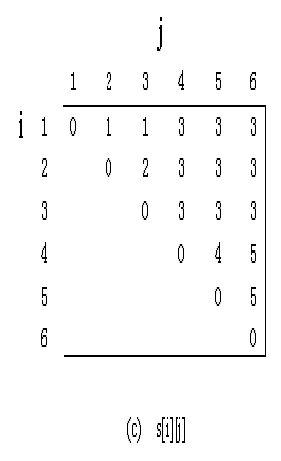 j
1 2 3 4 5 6
i 1 0 1 1 3 3 3
2 0 2 3 3 3
3 0 3 3 3
4 0 4 5
5 0 5
6 0
(c) s[i][j]